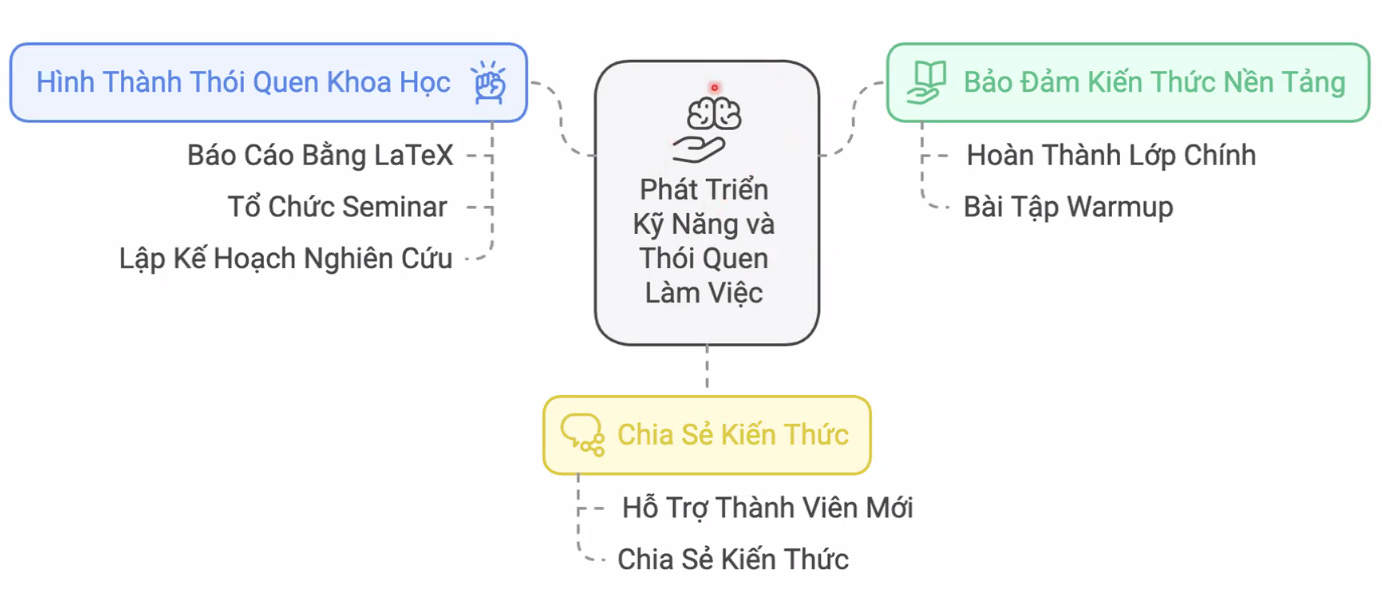 Hình Thành Thói Quen Khoa Học
Báo Cáo Bằng LaTeX
Tổ Chức Seminar
Lập Kế Hoạch Nghiên Cứu
Phát Triển
Kỹ Năng và
Thói Quen
Làm Việc
Bảo Đảm Kiến Thức Nền Tảng
Hoàn Thành Lớp Chính
Bài Tập Warmup
Chia Sẻ Kiến Thức
Hỗ Trợ Thành Viên Mới
Chia Sẻ Kiến Thức